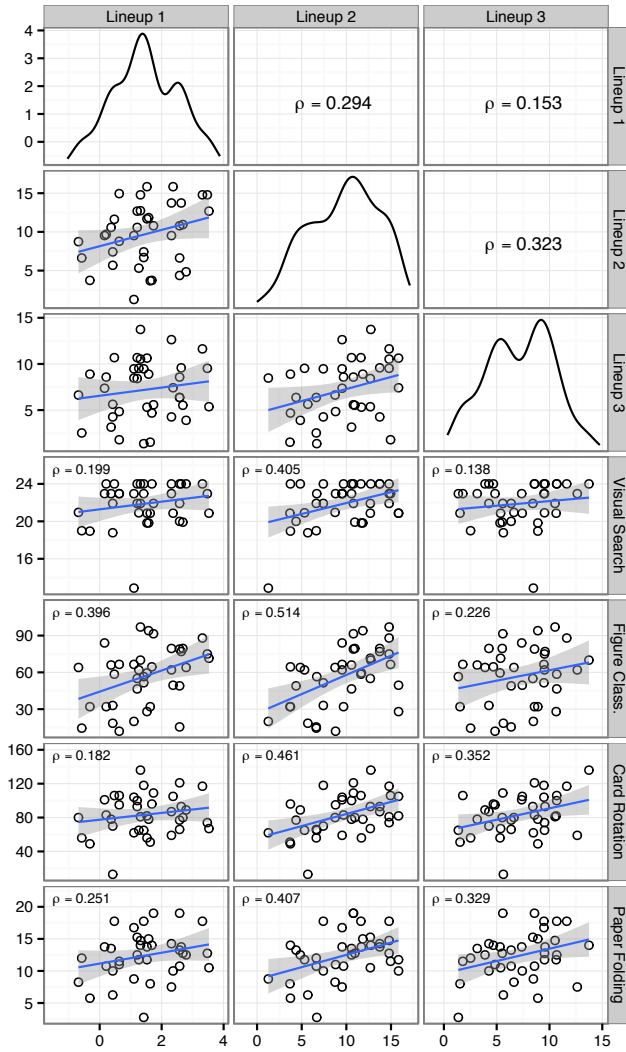 Lineup 1 Lineup 2 Lineup 3
4
3
2
1
0
ρ = 0.294
ρ = 0.153
Lineup 1
15
10
5
ρ = 0.323
Lineup 2
15
10
5
Lineup 3
24
20
16
12
ρ = 0.199
ρ = 0.405
ρ = 0.138
Visual Search
90
60
30
ρ = 0.396
ρ = 0.514
ρ = 0.226
Figure Class.
160
120
80
40
ρ = 0.182
ρ = 0.461
ρ = 0.352
Card Rotation
20
15
10
5
ρ = 0.251
ρ = 0.407
ρ = 0.329
Paper Folding
0 2 4 0 5 10 15 0 5 10 15